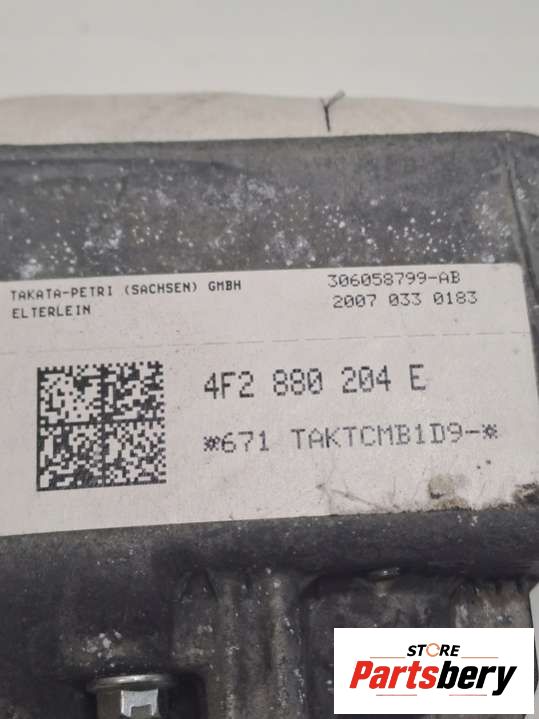 TAKATA-PETRI (SACHSEN) GMBH
ELTERLEIN
306058799-AB
2007 033 0183
4F2 880 204 E
*671 TAKTCMB1D9-*
STORE
Partsbery